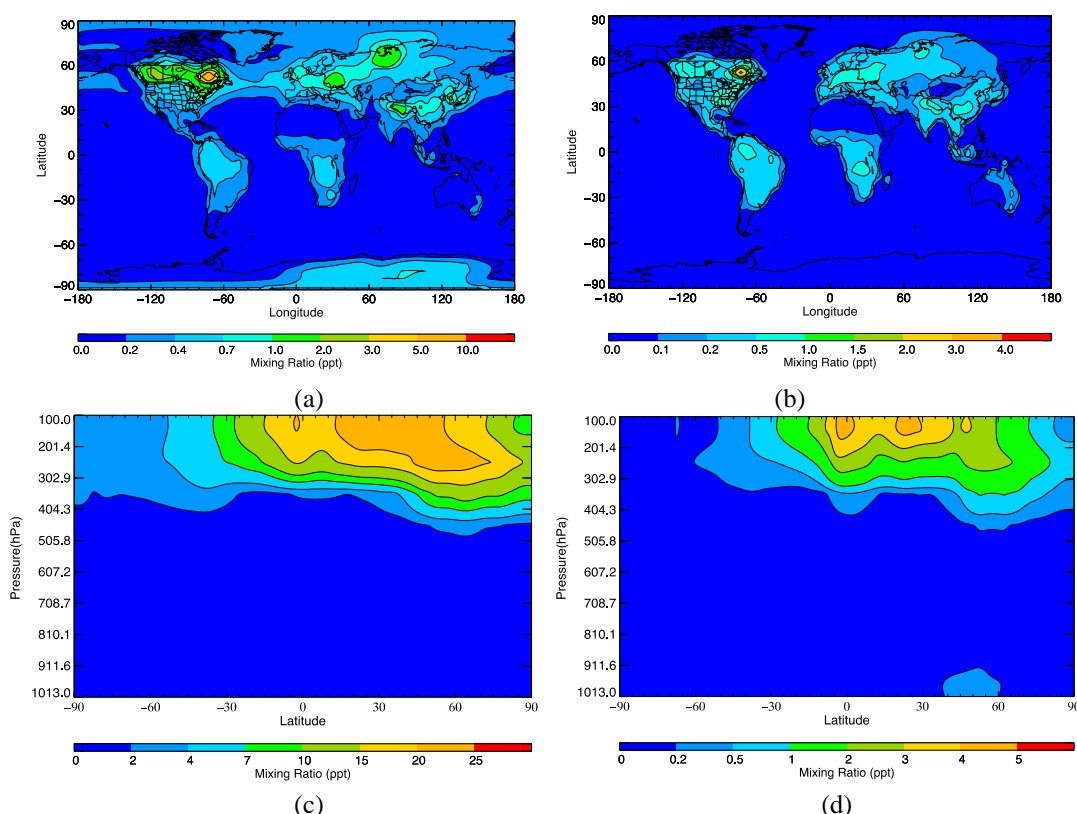 90
60
30
0
−30
−60
−90
Latitude
−180 −120 −60 0 60 120 180
Longitude
0.0 0.2 0.4 0.7 1.0 2.0 3.0 5.0 10.0
Mixing Ratio (ppt)
(a)
90
60
30
0
−30
−60
−90
Latitude
−180 −120 −60 0 60 120 180
Longitude
0.0 0.1 0.2 0.5 1.0 1.5 2.0 3.0 4.0
Mixing Ratio (ppt)
(b)
100.0
201.4
302.9
404.3
505.8
607.2
708.7
810.1
911.6
1013.0
Pressure(hPa)
−90 −60 −30 0 30 60 90
Latitude
0 2 4 7 10 15 20 25
Mixing Ratio (ppt)
(c)
100.0
201.4
302.9
404.3
505.8
607.2
708.7
810.1
911.6
1013.0
Pressure(hPa)
−90 −60 −30 0 30 60 90
Latitude
0 0.2 0.5 1 2 3 4 5
Mixing Ratio (ppt)
(d)